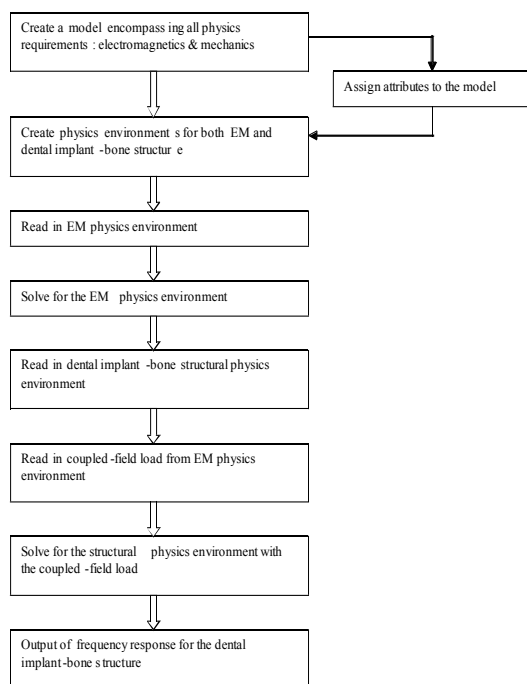 Create a model encompassing all physics
requirements : electromagnetics & mechanics
Assign attributes to the model
Create physics environment s for both EM and
dental implant -bone structur e
Read in EM physics environment
Solve for the EM physics environment
Read in dental implant -bone structural physics
environment
Read in coupled -field load from EM physics
environment
Solve for the structural physics environment with
the coupled -field load
Output of frequency response for the dental
implant-bone structure